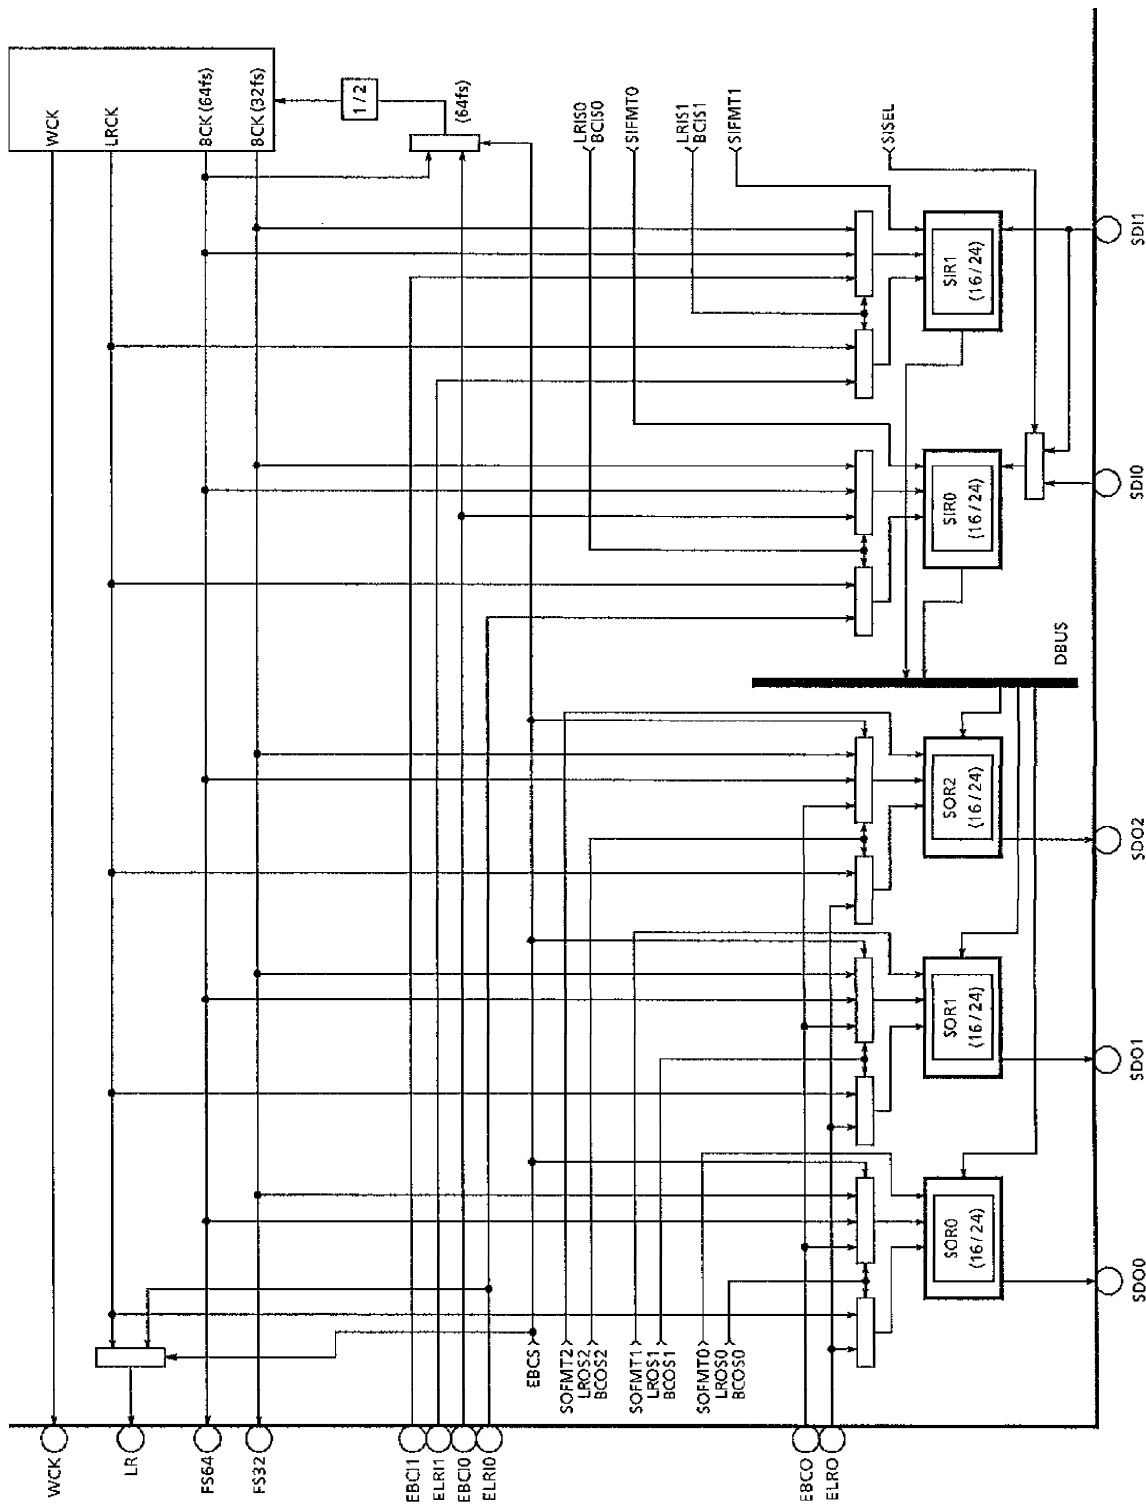 WCK
LRCK
BCK (64fs)
BCK (32fs)
1/2
(64fs)
LRIS0
BCIS0
SIFMT0
LRIS1
BCIS1
SIFMT1
SISEL
SIR1
(16/24)
SDI1
SIR0
(16/24)
SDI0
DBUS
SOR2
(16/24)
SDO2
SOR1
(16/24)
SDO1
SOR0
(16/24)
SDO0
EBCS
SOFMT2
LROS2
BCOS2
SOFMT1
LROS1
BCOS1
SOFMT0
LROS0
BCOS0
WCK
LR
FS64
FS32
EBCI1
ELRI1
EBCI0
ELRI0
EBCO
ELRO